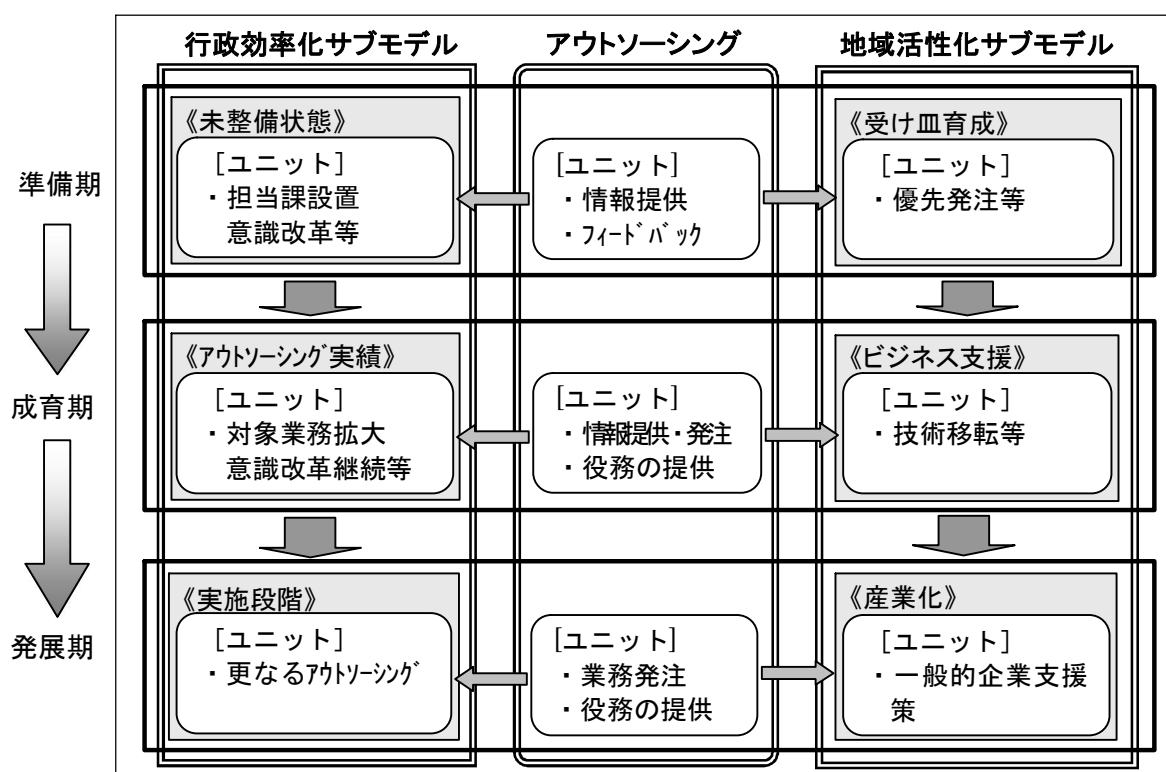 行政効率化サブモデル
アウトソーシング
地域活性化サブモデル
準備期
《未整備状態》
[ユニット]
・担当課設置
意識改革等
[ユニット]
・情報提供
・フィードバック
《受け皿育成》
[ユニット]
・優先発注等
成育期
《アウトソーシング実績》
[ユニット]
・対象業務拡大
意識改革継続等
[ユニット]
・情報提供・発注
・役務の提供
《ビジネス支援》
[ユニット]
・技術移転等
発展期
《実施段階》
[ユニット]
・更なるアウトソーシング
[ユニット]
・業務発注
・役務の提供
《産業化》
[ユニット]
・一般的企業支援
策